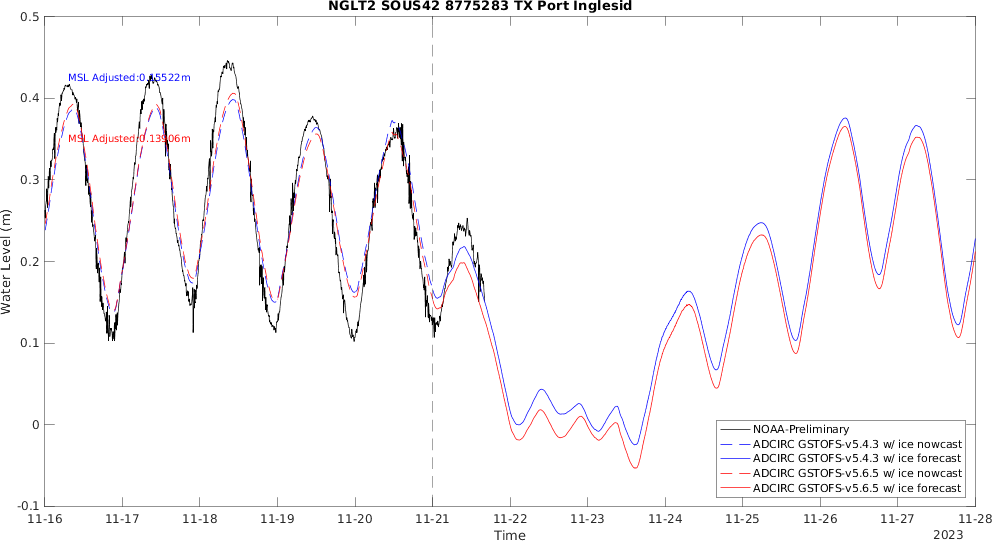 NGLT2 SOUS42 8775283 TX Port Inglesid
0.5
0.4
0.3
0.2
0.1
0
-0.1
Water Level (m)
MSL Adjusted:0.15522m
MSL Adjusted:0.13906m
NOAA-Preliminary
ADCIRC GSTOFS-v5.4.3 w/ ice nowcast
ADCIRC GSTOFS-v5.4.3 w/ ice forecast
ADCIRC GSTOFS-v5.6.5 w/ ice nowcast
ADCIRC GSTOFS-v5.6.5 w/ ice forecast
11-16 11-17 11-18 11-19 11-20 11-21 11-22 11-23 11-24 11-25 11-26 11-27 11-28
Time
2023